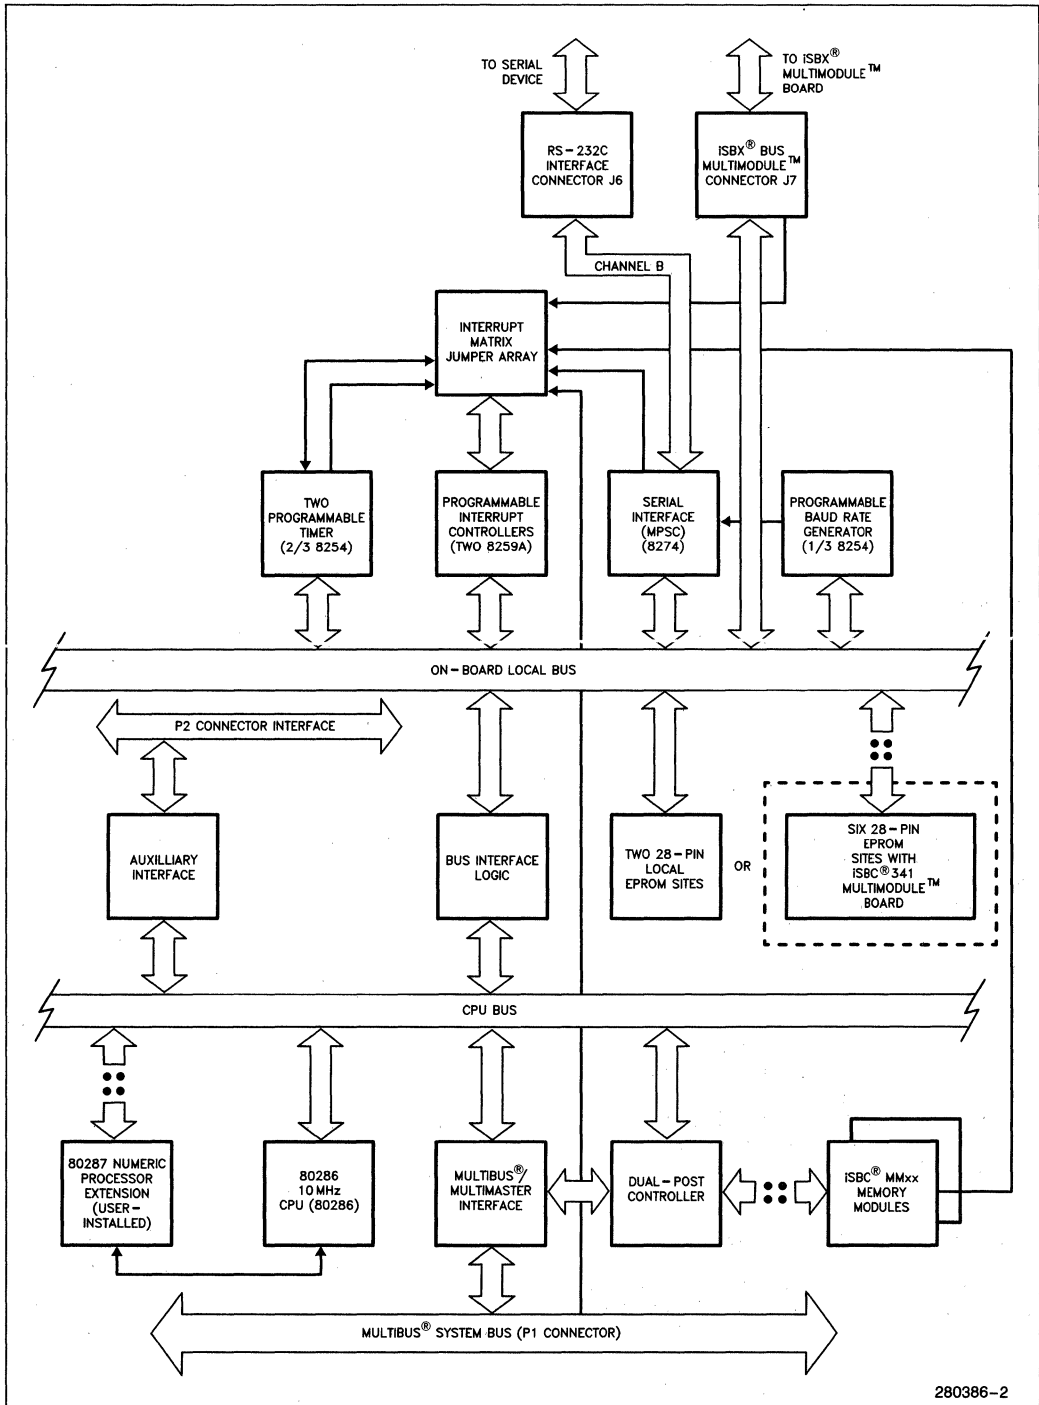 TO SERIAL
DEVICE
TO iSBX®
MULTIMODULE™
BOARD
RS-232C
INTERFACE
CONNECTOR J6
iSBX® BUS
MULTIMODULE™
CONNECTOR J7
CHANNEL B
INTERRUPT
MATRIX
JUMPER ARRAY
TWO
PROGRAMMABLE
TIMER
(2/3 8254)
PROGRAMMABLE
INTERRUPT
CONTROLLERS
(TWO 8259A)
SERIAL
INTERFACE
(MPSC)
(8274)
PROGRAMMABLE
BAUD RATE
GENERATOR
(1/3 8254)
ON-BOARD LOCAL BUS
P2 CONNECTOR INTERFACE
AUXILLIARY
INTERFACE
BUS INTERFACE
LOGIC
TWO 28-PIN
LOCAL
EPROM SITES
OR
SIX 28-PIN
EPROM
SITES WITH
iSBC® 341
MULTIMODULE™
BOARD
CPU BUS
80287 NUMERIC
PROCESSOR
EXTENSION
(USER-
INSTALLED)
80286
10 MHz
CPU (80286)
MULTIBUS®/
MULTIMASTER
INTERFACE
DUAL-POST
CONTROLLER
iSBC® MMxx
MEMORY
MODULES
MULTIBUS® SYSTEM BUS (P1 CONNECTOR)
280386-2